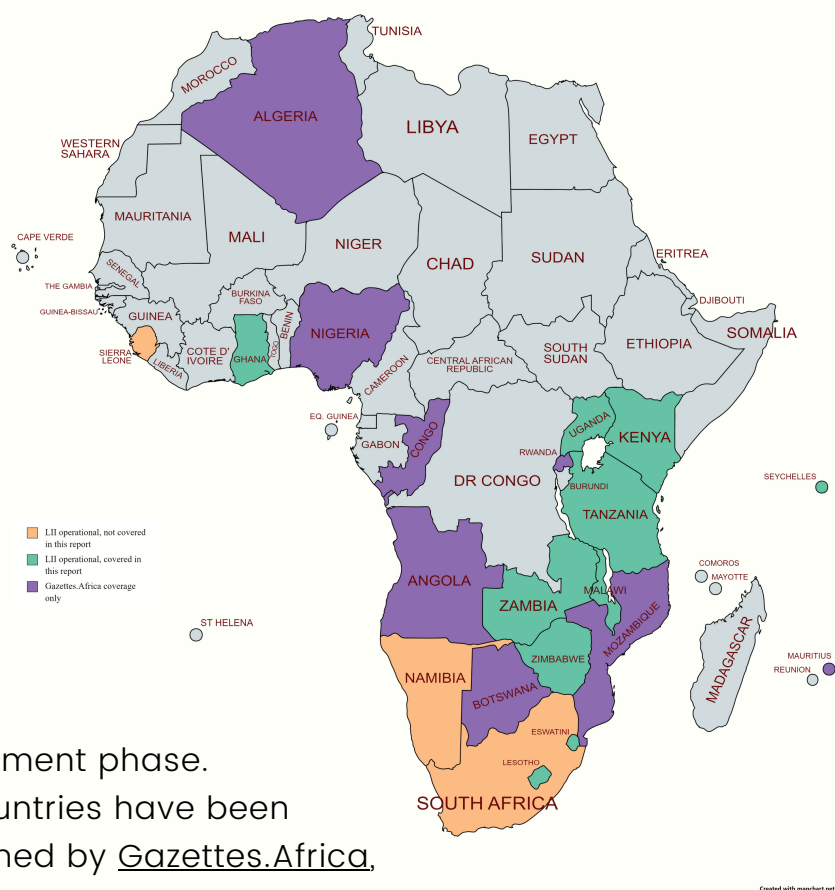 TUNISIA
MOROCCO
ALGERIA
LIBYA
EGYPT
WESTERN
SAHARA
MAURITANIA
MALI
NIGER
CHAD
SUDAN
ERITREA
CAPE VERDE
SENEGAL
THE GAMBIA
GUINEA-BISSAU
GUINEA
BURKINA
FASO
BENIN
TOGO
NIGERIA
DJIBOUTI
SOMALIA
SIERRA
LEONE
LIBERIA
COTE D'
IVOIRE
GHANA
CAMEROON
CENTRAL AFRICAN
REPUBLIC
SOUTH
SUDAN
ETHIOPIA
EQ. GUINEA
GABON
CONGO
UGANDA
KENYA
RWANDA
DR CONGO
BURUNDI
SEYCHELLES
TANZANIA
LII operational, not covered
in this report
LII operational, covered in
this report
Gazettes.Africa coverage
only
COMOROS
MAYOTTE
ANGOLA
MALAWI
ZAMBIA
MOZAMBIQUE
ST HELENA
MADAGASCAR
MAURITIUS
REUNION
ZIMBABWE
NAMIBIA
BOTSWANA
ESWATINI
LESOTHO
SOUTH AFRICA
ment phase.
untries have been
ned by Gazettes.Africa,
Created with mapchart.net